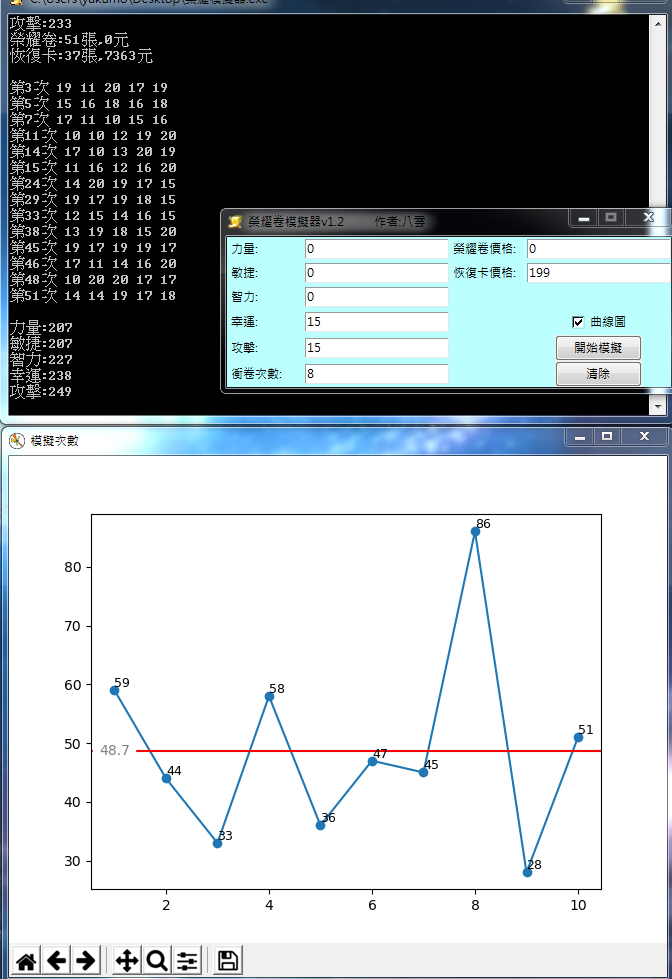 C:\Users\yakumo\Desktop\榮耀模擬器.exe
攻擊:233
榮耀卷:51張,0元
恢復卡:37張,7363元
第3次 19 11 20 17 19
第5次 15 16 18 16 18
第7次 17 11 10 15 16
第11次 10 10 12 19 20
第14次 17 10 13 20 19
第15次 11 16 12 16 20
第24次 14 20 19 17 15
第29次 19 17 19 18 15
第33次 12 15 14 16 15
第38次 13 19 18 15 20
第45次 19 17 19 19 17
第46次 17 11 14 16 20
第48次 10 20 20 17 17
第51次 14 14 19 17 18
力量:207
敏捷:207
智力:227
幸運:238
攻擊:249
榮耀卷模擬器v1.2 作者:八雲
力量: 0 榮耀卷價格: 0
敏捷: 0 恢復卡價格: 199
智力: 0
幸運: 15 曲線圖
攻擊: 15 開始模擬
衝卷次數: 8 清除
模擬次數
86
80
70
60
59
58
50
51
48.7
47
44
45
40
36
33
30
28
2 4 6 8 10